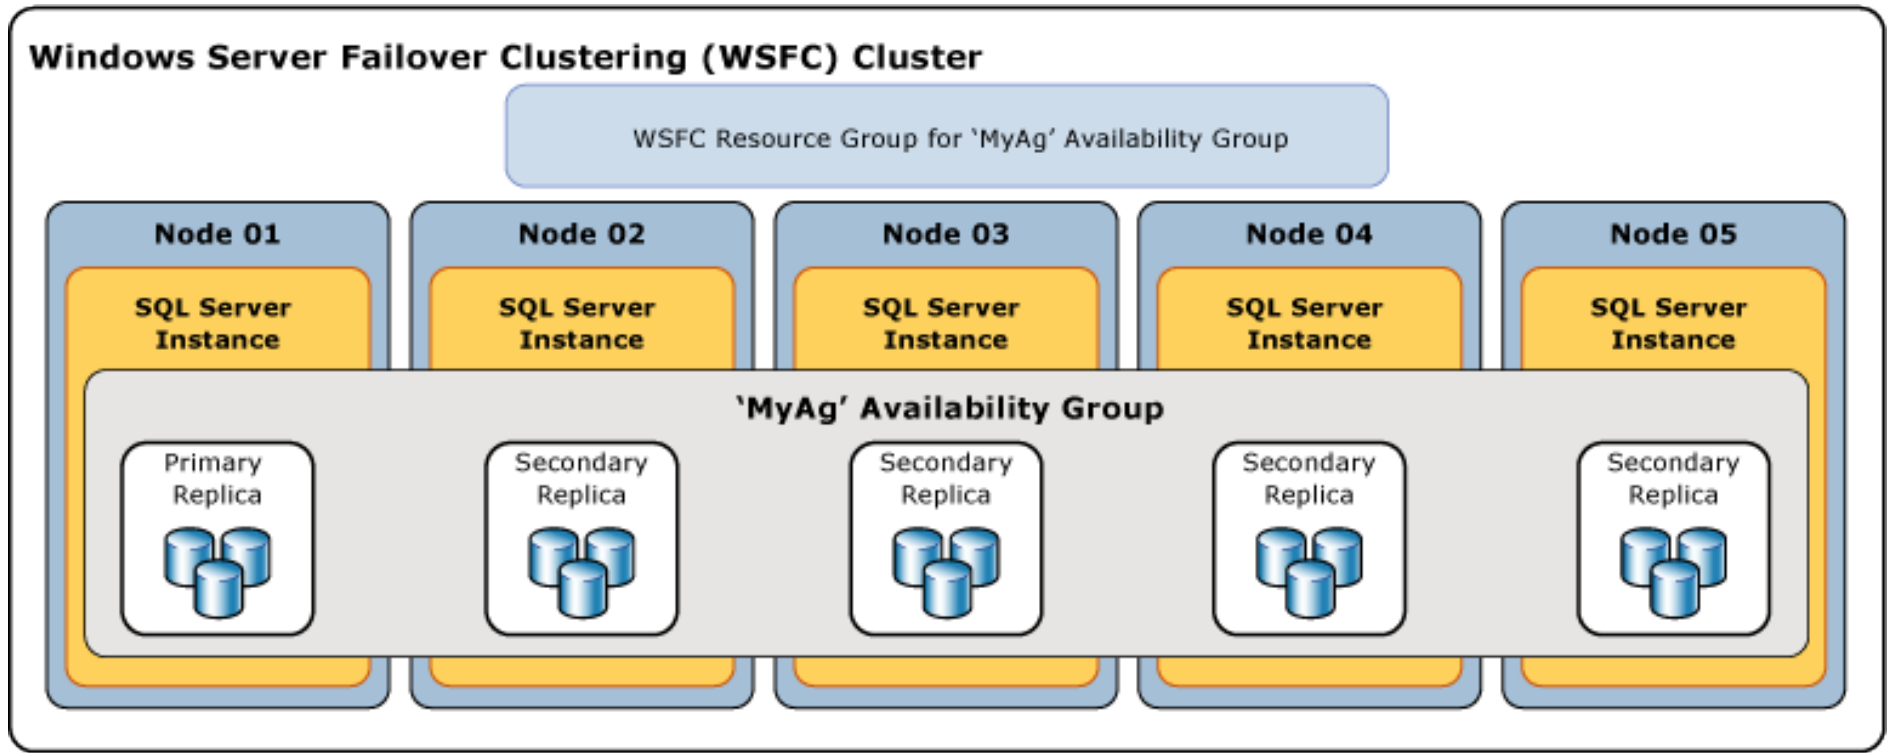 Windows Server Failover Clustering (WSFC) Cluster
WSFC Resource Group for ‘MyAg’ Availability Group
Node 01
SQL Server
Instance
Node 02
SQL Server
Instance
Node 03
SQL Server
Instance
Node 04
SQL Server
Instance
Node 05
SQL Server
Instance
‘MyAg’ Availability Group
Primary
Replica
Secondary
Replica
Secondary
Replica
Secondary
Replica
Secondary
Replica